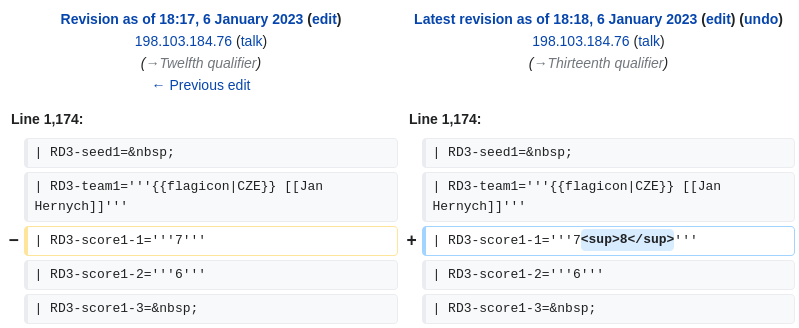 Revision as of 18:17, 6 January 2023 (edit)
198.103.184.76 (talk)
(→Twelfth qualifier)
← Previous edit
Latest revision as of 18:18, 6 January 2023 (edit) (undo)
198.103.184.76 (talk)
(→Thirteenth qualifier)
Line 1,174:
Line 1,174:
| RD3-seed1=&nbsp;
| RD3-seed1=&nbsp;
| RD3-team1='''{{flagicon|CZE}} [[Jan
Hernych]]'''
| RD3-team1='''{{flagicon|CZE}} [[Jan
Hernych]]'''
− | RD3-score1-1='''7'''
+ | RD3-score1-1='''7<sup>8</sup>'''
| RD3-score1-2='''6'''
| RD3-score1-2='''6'''
| RD3-score1-3=&nbsp;
| RD3-score1-3=&nbsp;